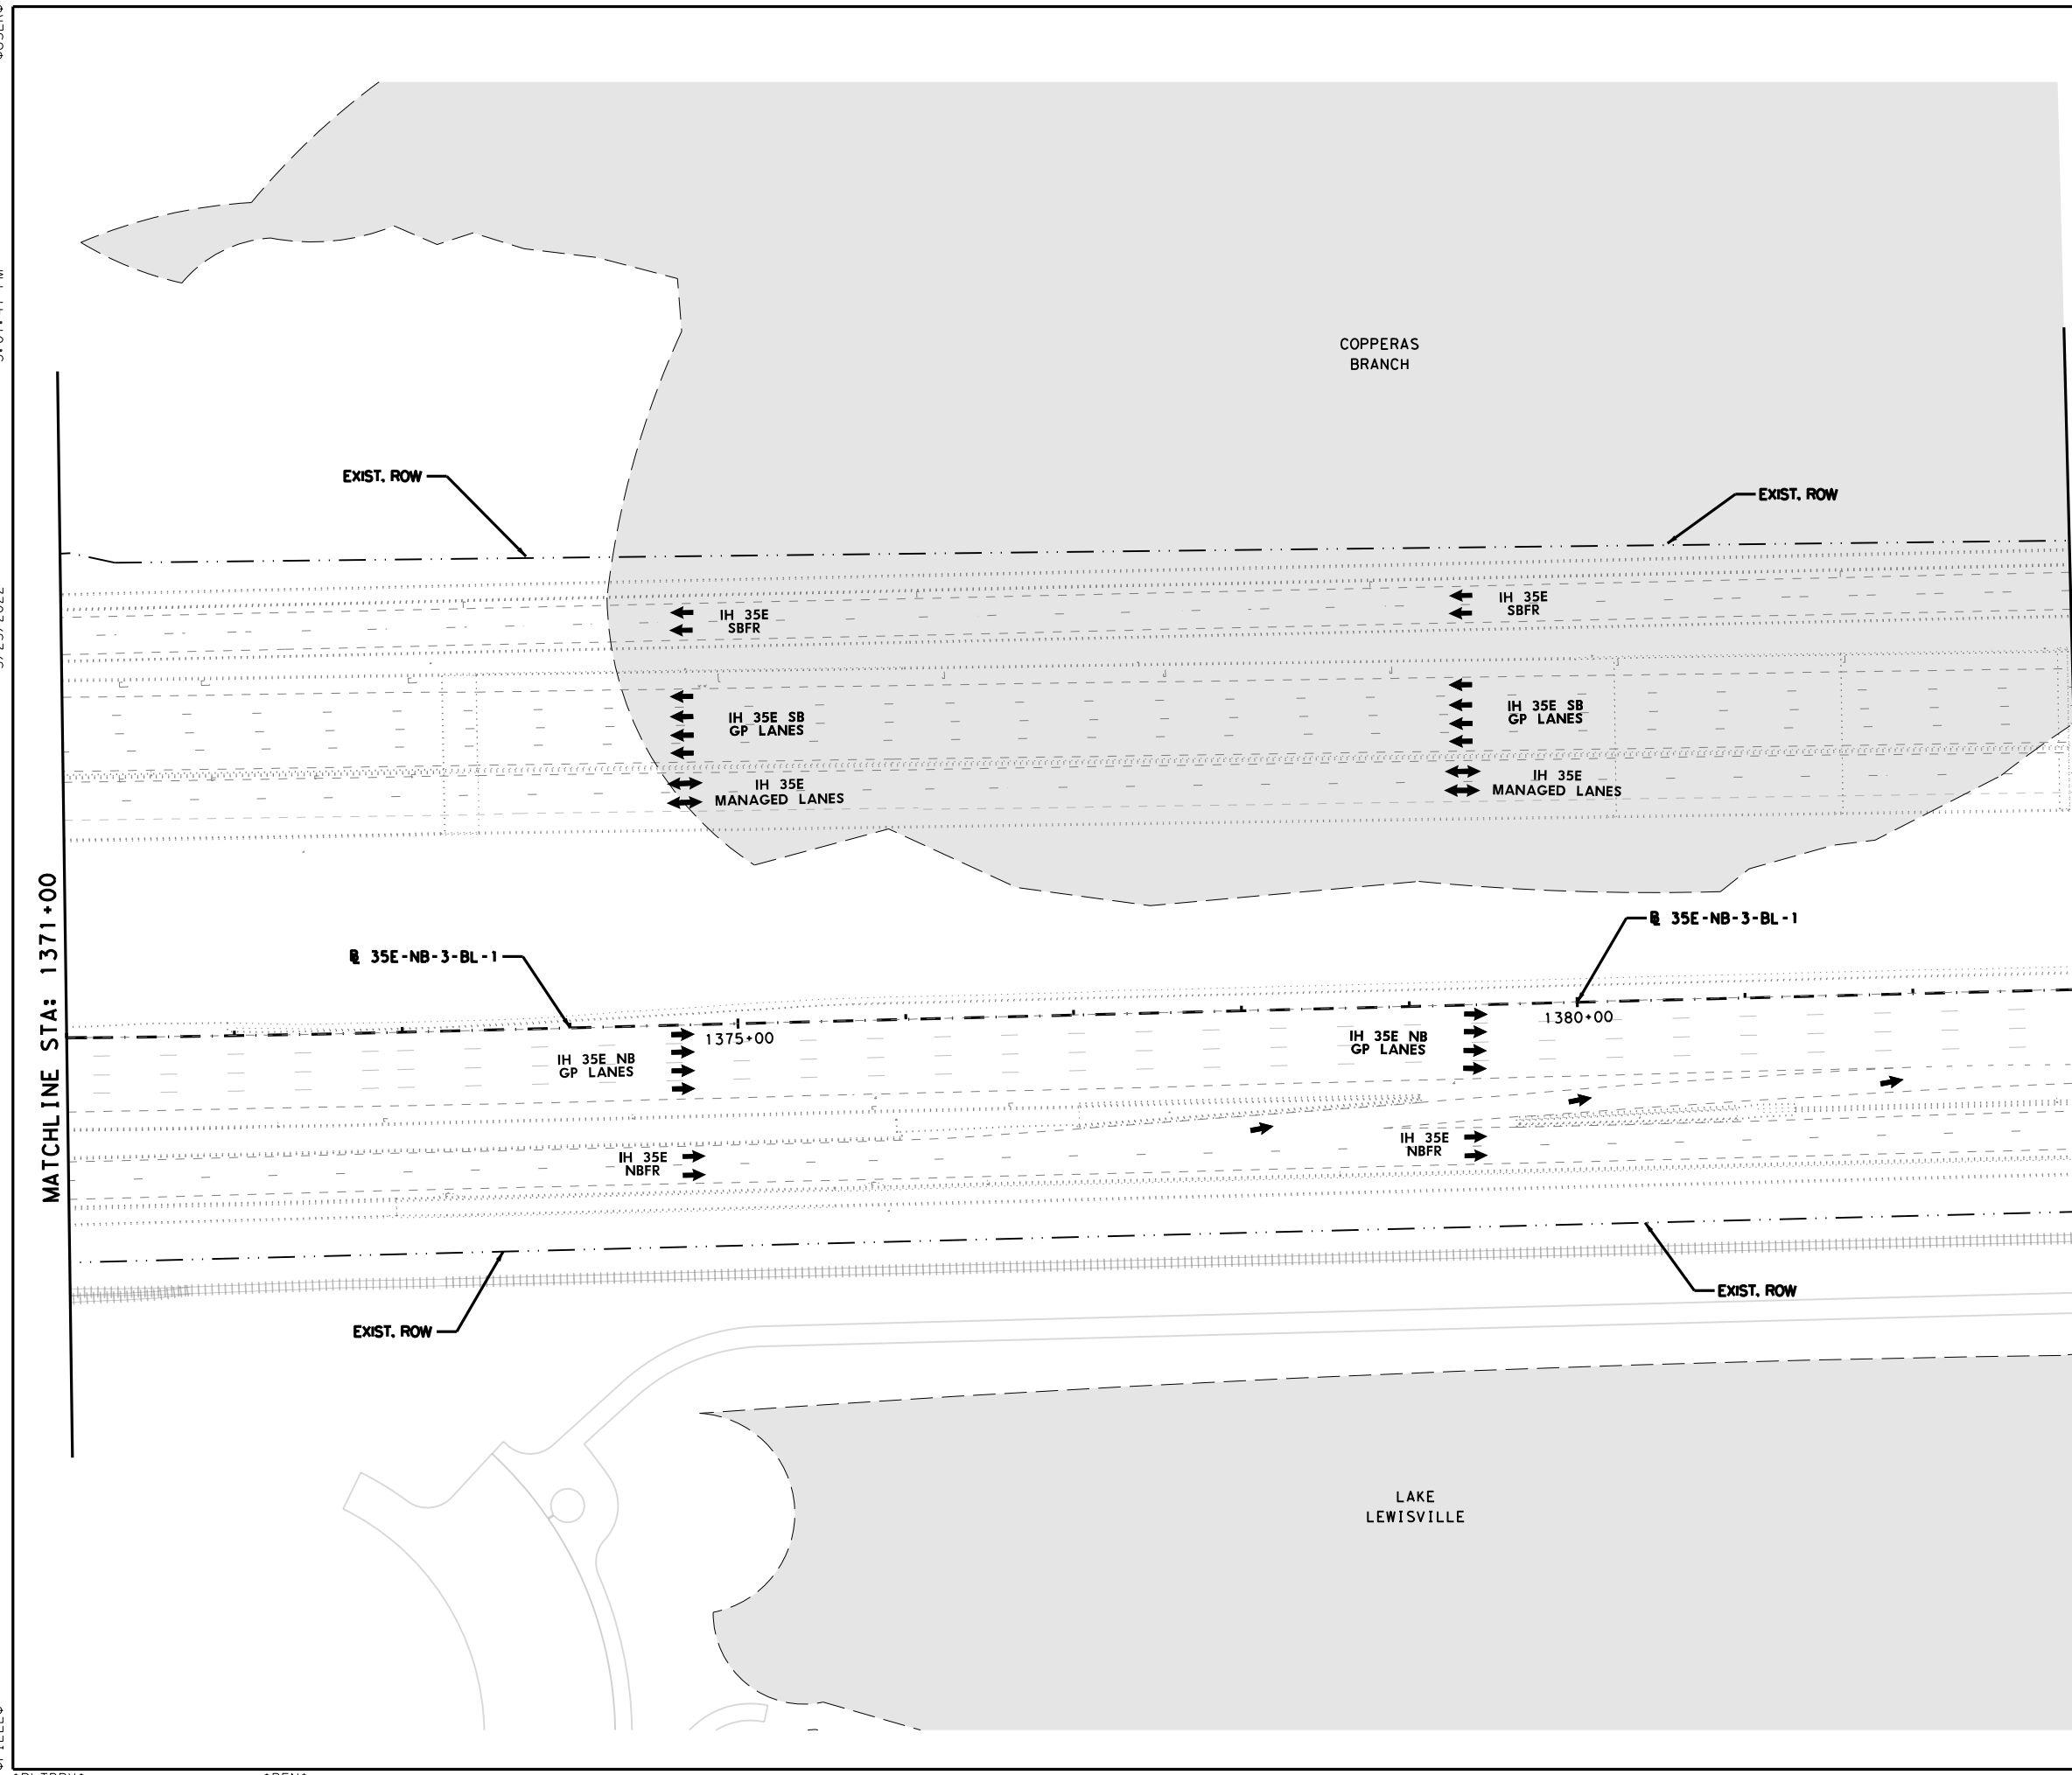 COPPERAS
BRANCH
EXIST. ROW
EXIST. ROW
IH 35E
SBFR
IH 35E
SBFR
IH 35E SB
GP LANES
IH 35E SB
GP LANES
IH 35E
MANAGED LANES
IH 35E
MANAGED LANES
MATCHLINE STA: 1371+00
35E-NB-3-BL-1
35E-NB-3-BL-1
1375+00
1380+00
IH 35E NB
GP LANES
IH 35E NB
GP LANES
IH 35E
NBFR
IH 35E
NBFR
EXIST. ROW
EXIST. ROW
LAKE
LEWISVILLE